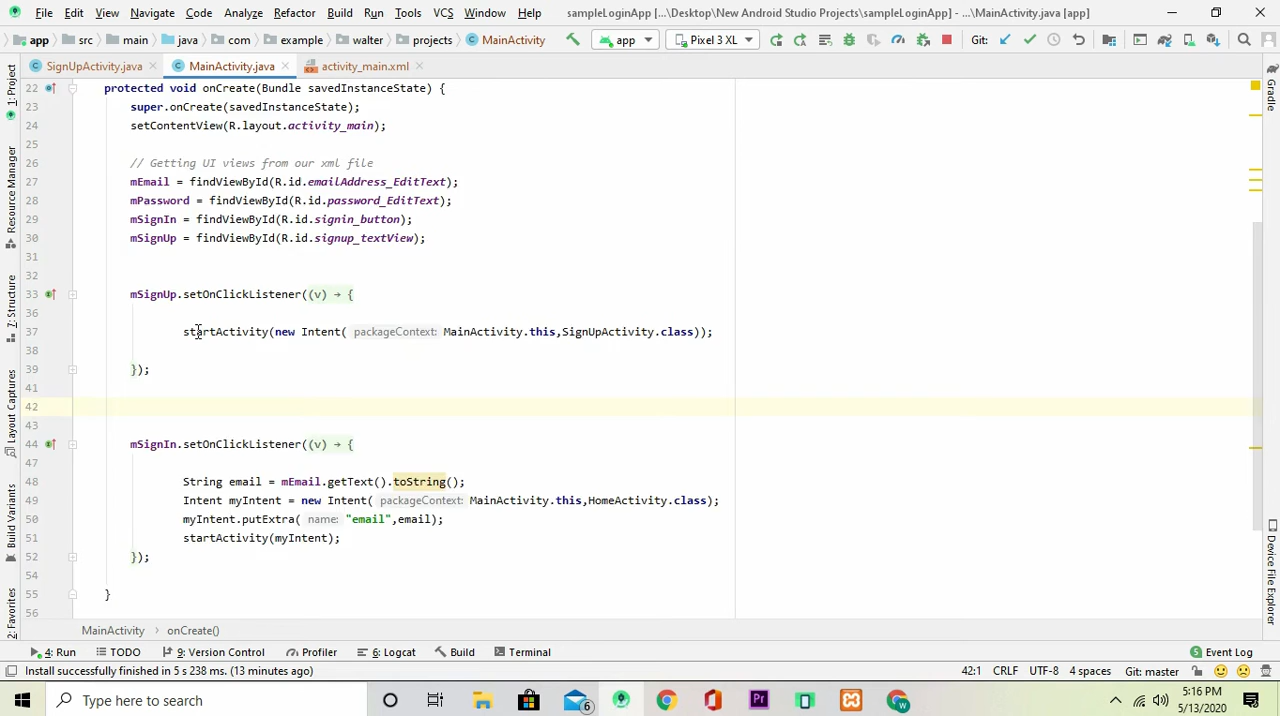 File Edit View Navigate Code Analyze Refactor Build Run Tools VCS Window Help sampleLoginApp [...\Desktop\New Android Studio Projects\sampleLoginApp] - ...\MainActivity.java [app]
app src main java com example walter projects MainActivity app Pixel 3 XL Git:
SignUpActivity.java MainActivity.java activity_main.xml
22 protected void onCreate(Bundle savedInstanceState) {
23 super.onCreate(savedInstanceState);
24 setContentView(R.layout.activity_main);
25
26 // Getting UI views from our xml file
27 mEmail = findViewById(R.id.emailAddress_EditText);
28 mPassword = findViewById(R.id.password_EditText);
29 mSignIn = findViewById(R.id.signin_button);
30 mSignUp = findViewById(R.id.signup_textView);
31
32
33 mSignUp.setOnClickListener((v) → {
36
37 startActivity(new Intent( packageContext: MainActivity.this,SignUpActivity.class));
38
39 });
41
42
43
44 mSignIn.setOnClickListener((v) → {
47
48 String email = mEmail.getText().toString();
49 Intent myIntent = new Intent( packageContext: MainActivity.this,HomeActivity.class);
50 myIntent.putExtra( name: "email",email);
51 startActivity(myIntent);
52 });
54
55 }
56
1: Project
Resource Manager
7: Structure
Layout Captures
Build Variants
2: Favorites
Gradle
Device File Explorer
MainActivity onCreate()
4: Run TODO 9: Version Control Profiler 6: Logcat Build Terminal Event Log
Install successfully finished in 5 s 238 ms. (13 minutes ago) 42:1 CRLF UTF-8 4 spaces Git: master
Type here to search 6 Pr W 5:16 PM
5/13/2020